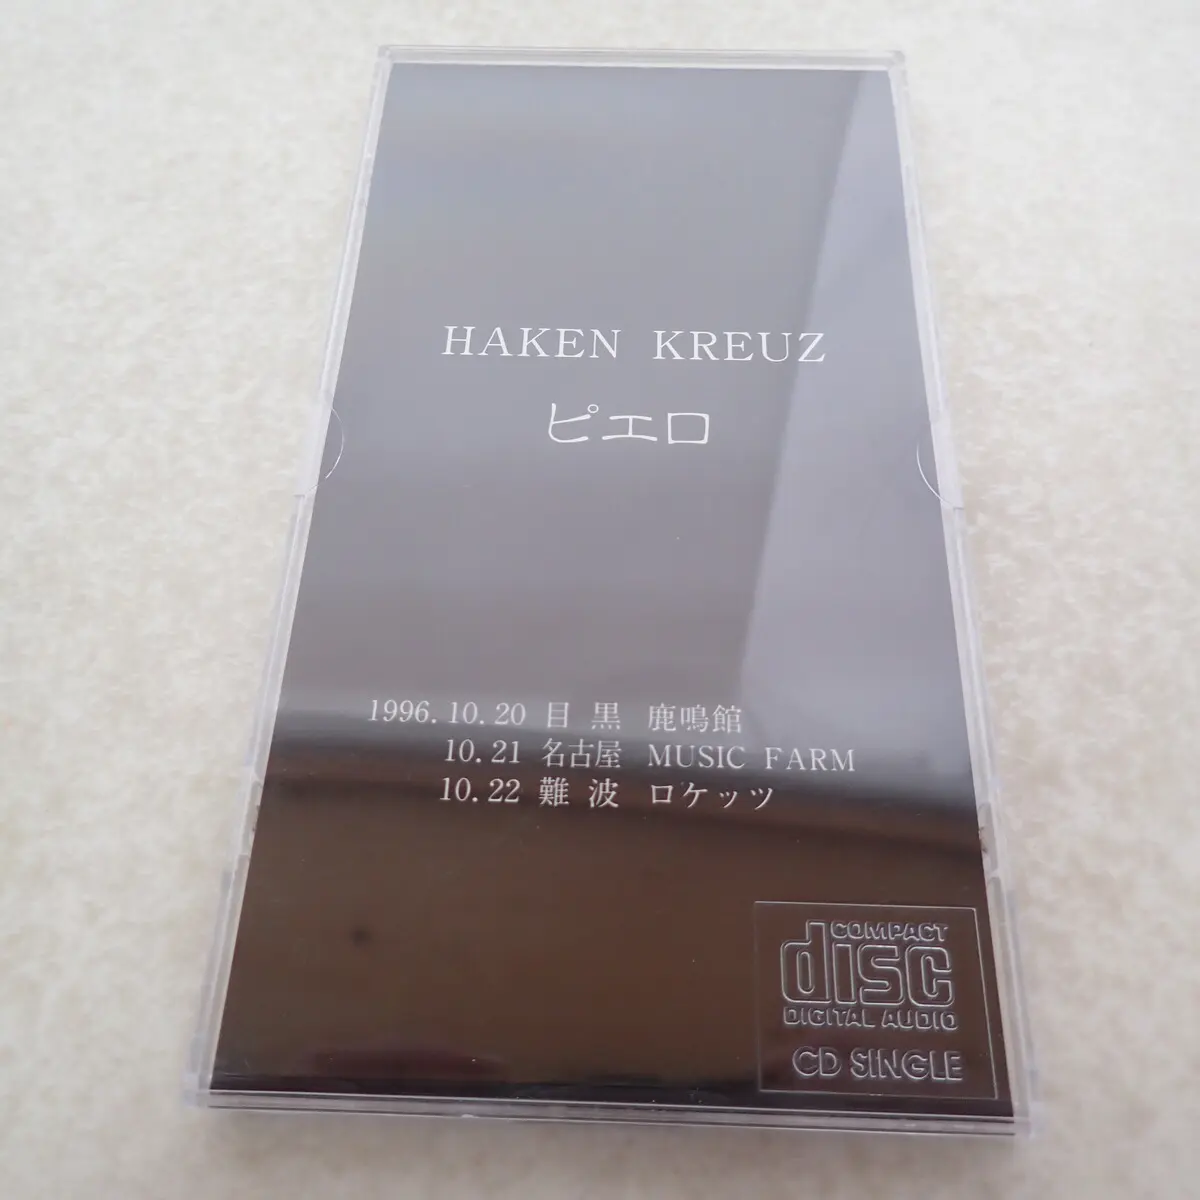 HAKEN KREUZ
ピエロ
1996.10.20 目黒 鹿鳴館
10.21 名古屋 MUSIC FARM
10.22 難波 ロケッツ
COMPACT
disc
DIGITAL AUDIO
CD SINGLE